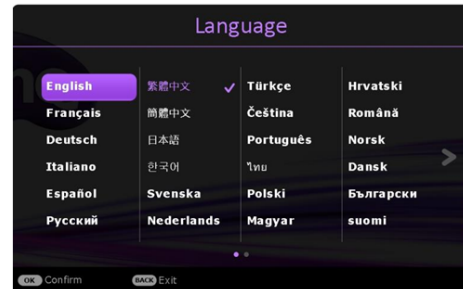 Language
English
Français
Deutsch
Italiano
Español
Русский
繁體中文
簡體中文
日本語
한국어
Svenska
Nederlands
Türkçe
Čeština
Português
ไทย
Polski
Magyar
Hrvatski
Română
Norsk
Dansk
Български
suomi
OK Confirm
BACK Exit